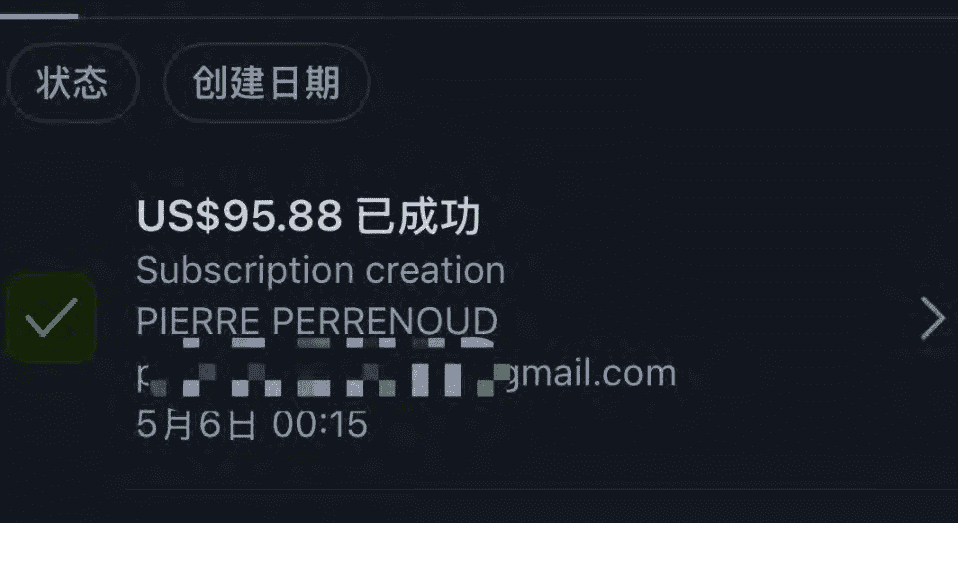 状态 创建日期
US$95.88 已成功
Subscription creation
PIERRE PERRENOUD
gmail.com
5月6日 00:15